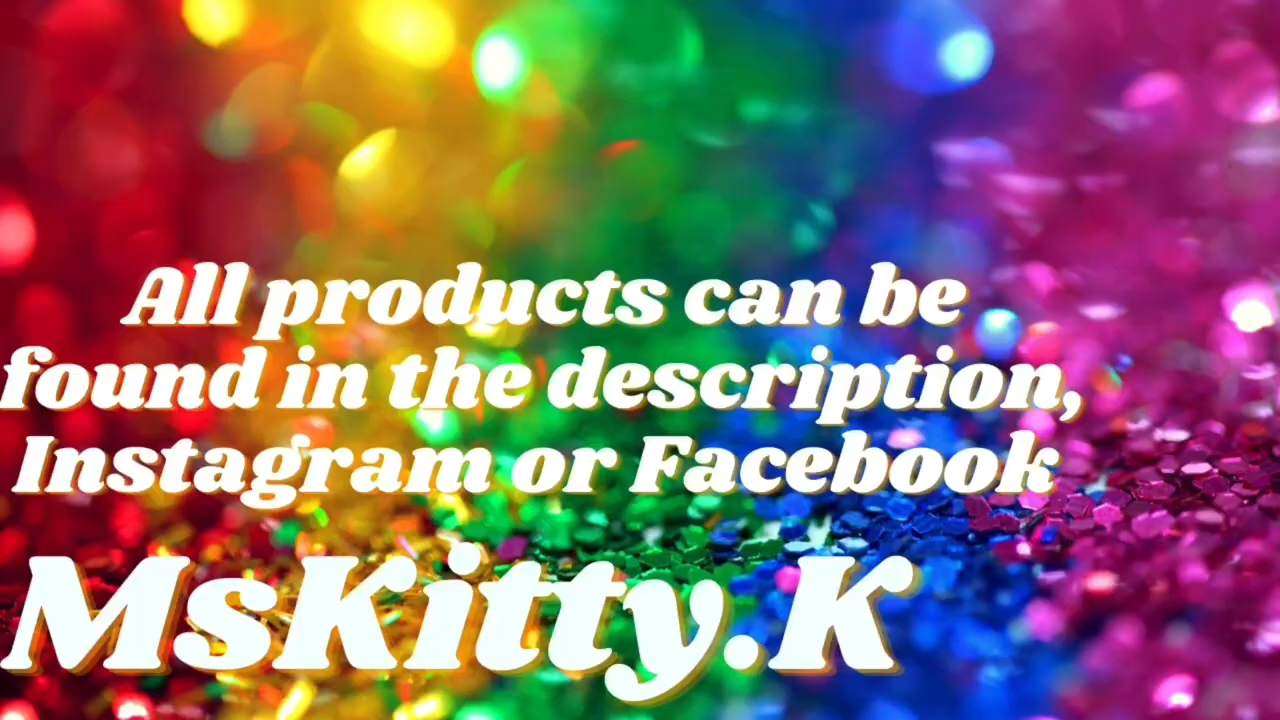 All products can be
found in the description,
Instagram or Facebook
MsKitty.K